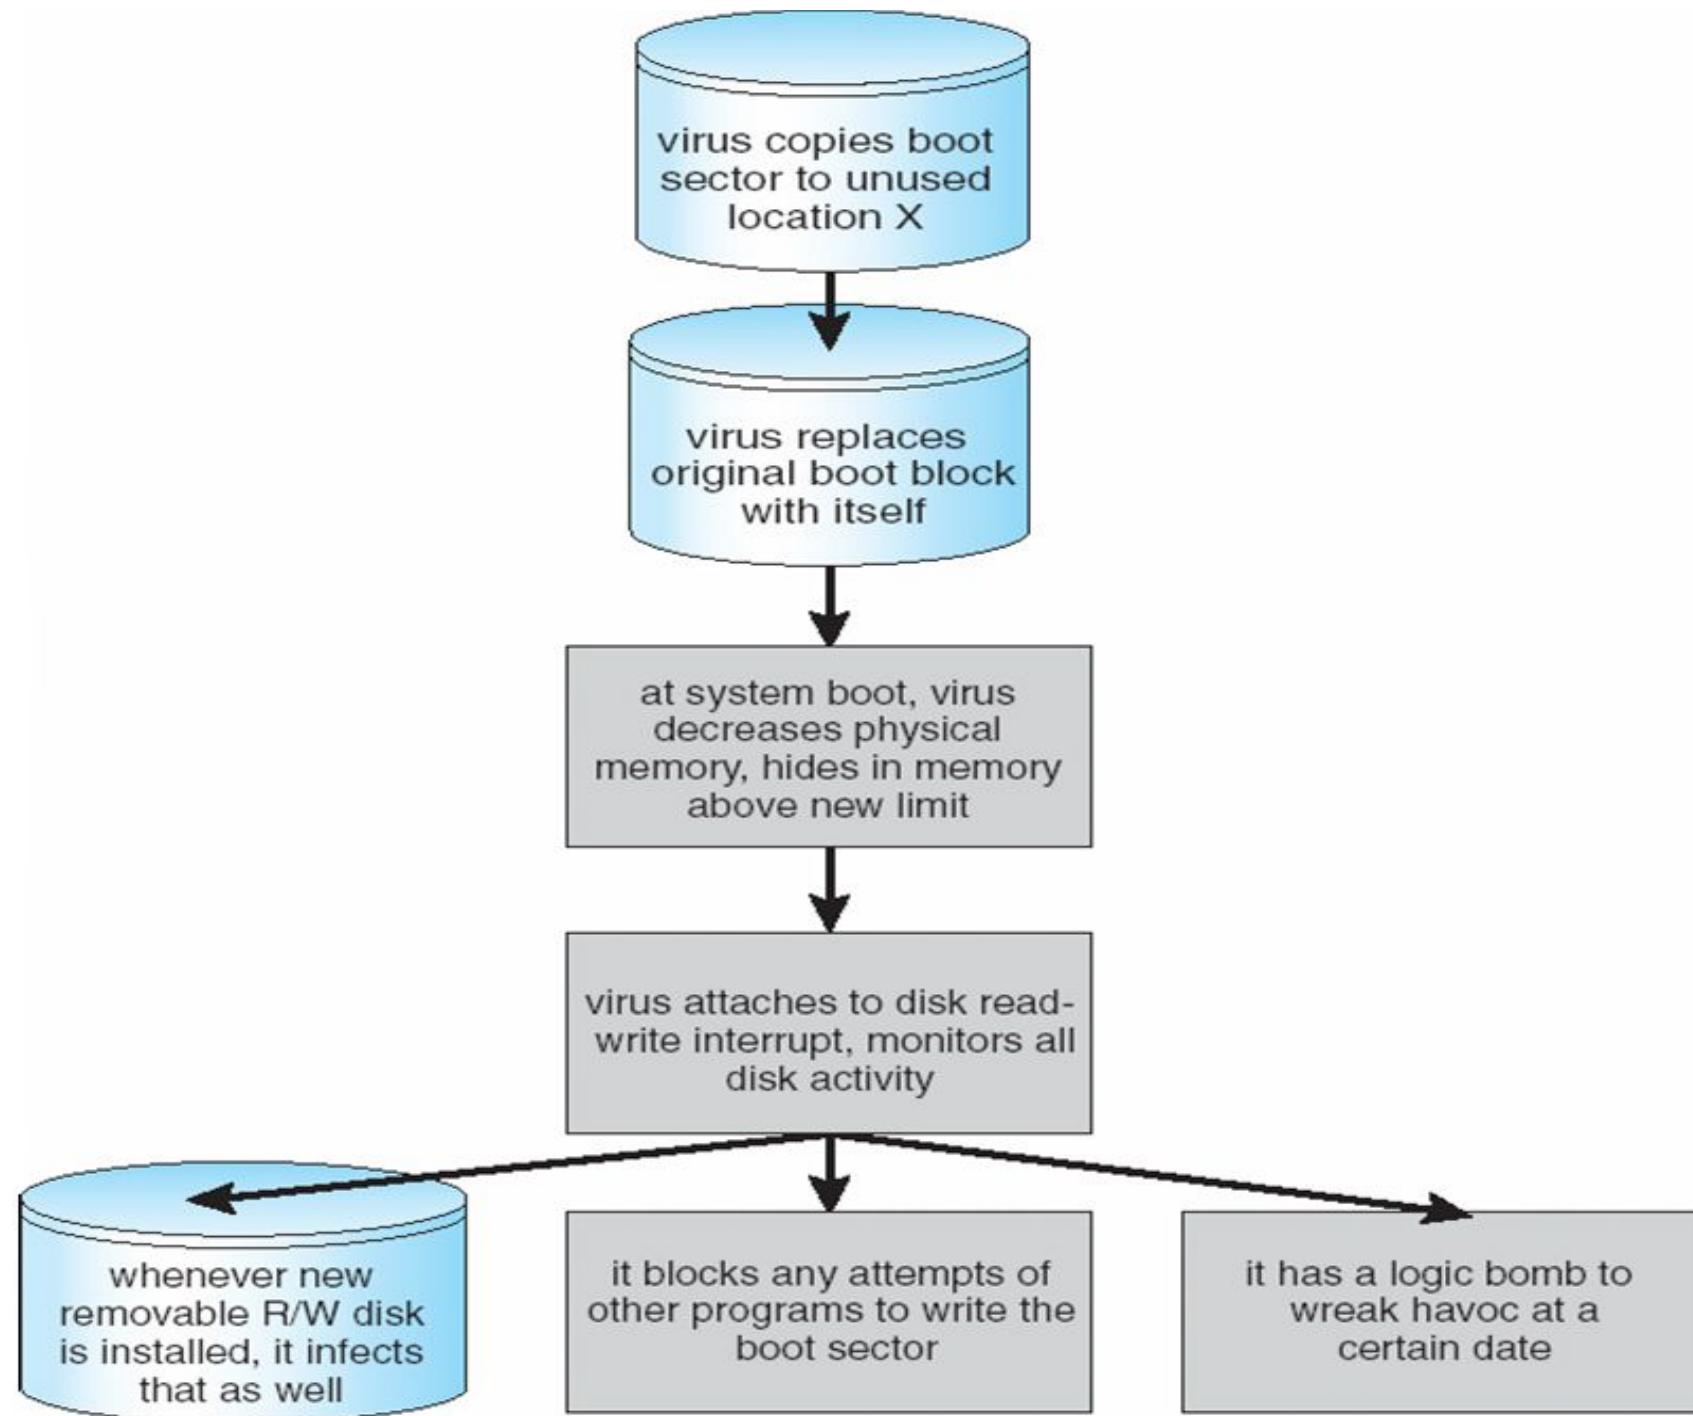 virus copies boot
sector to unused
location X
virus replaces
original boot block
with itself
at system boot, virus
decreases physical
memory, hides in memory
above new limit
virus attaches to disk read-
write interrupt, monitors all
disk activity
whenever new
removable R/W disk
is installed, it infects
that as well
it blocks any attempts of
other programs to write the
boot sector
it has a logic bomb to
wreak havoc at a
certain date